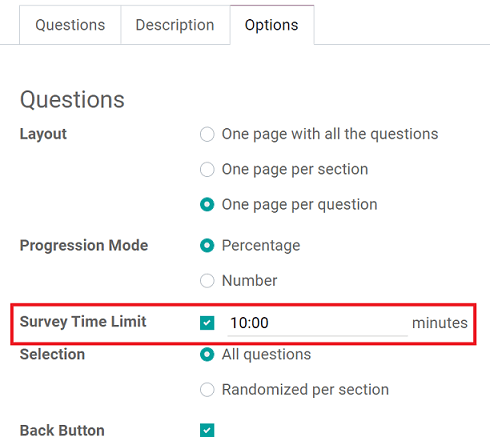 Questions Description Options
Questions
Layout One page with all the questions
One page per section
One page per question
Progression Mode Percentage
Number
Survey Time Limit 10:00 minutes
Selection All questions
Randomized per section
Back Button